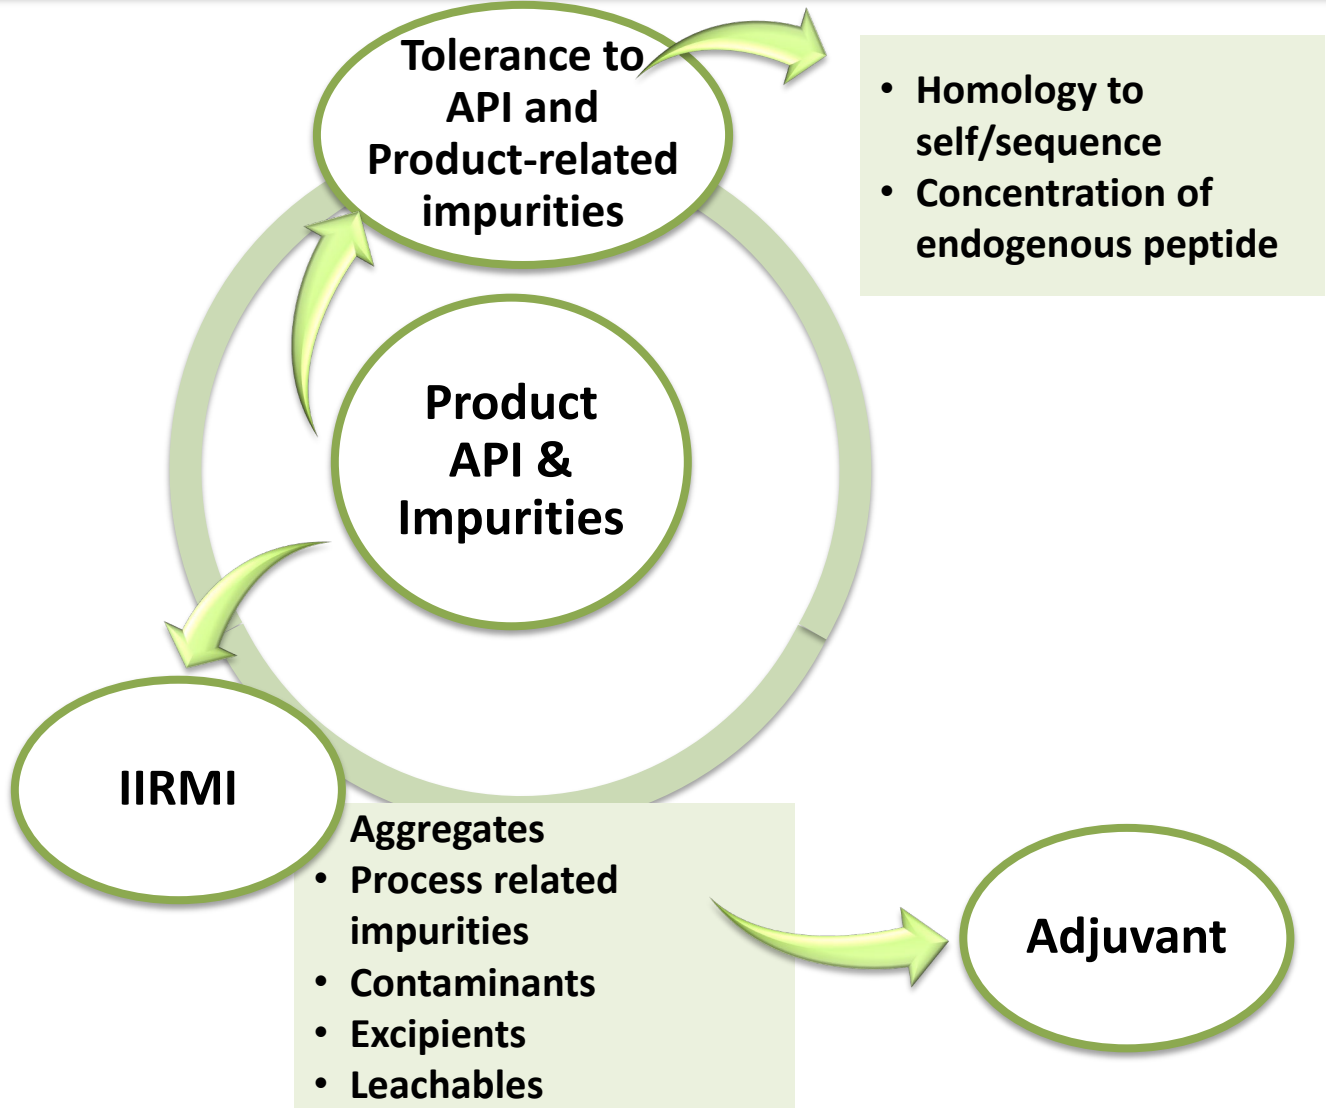 Tolerance to
API and
Product-related
impurities
• Homology to
self/sequence
• Concentration of
endogenous peptide
Product
API &
Impurities
IIRMI
Aggregates
• Process related
impurities
• Contaminants
• Excipients
• Leachables
Adjuvant